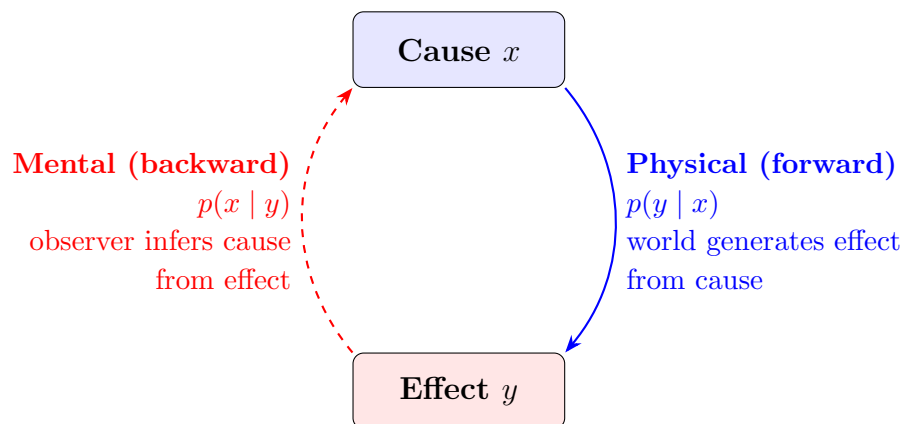 Cause x
Mental (backward)
p(x | y)
observer infers cause
from effect
Physical (forward)
p(y | x)
world generates effect
from cause
Effect y